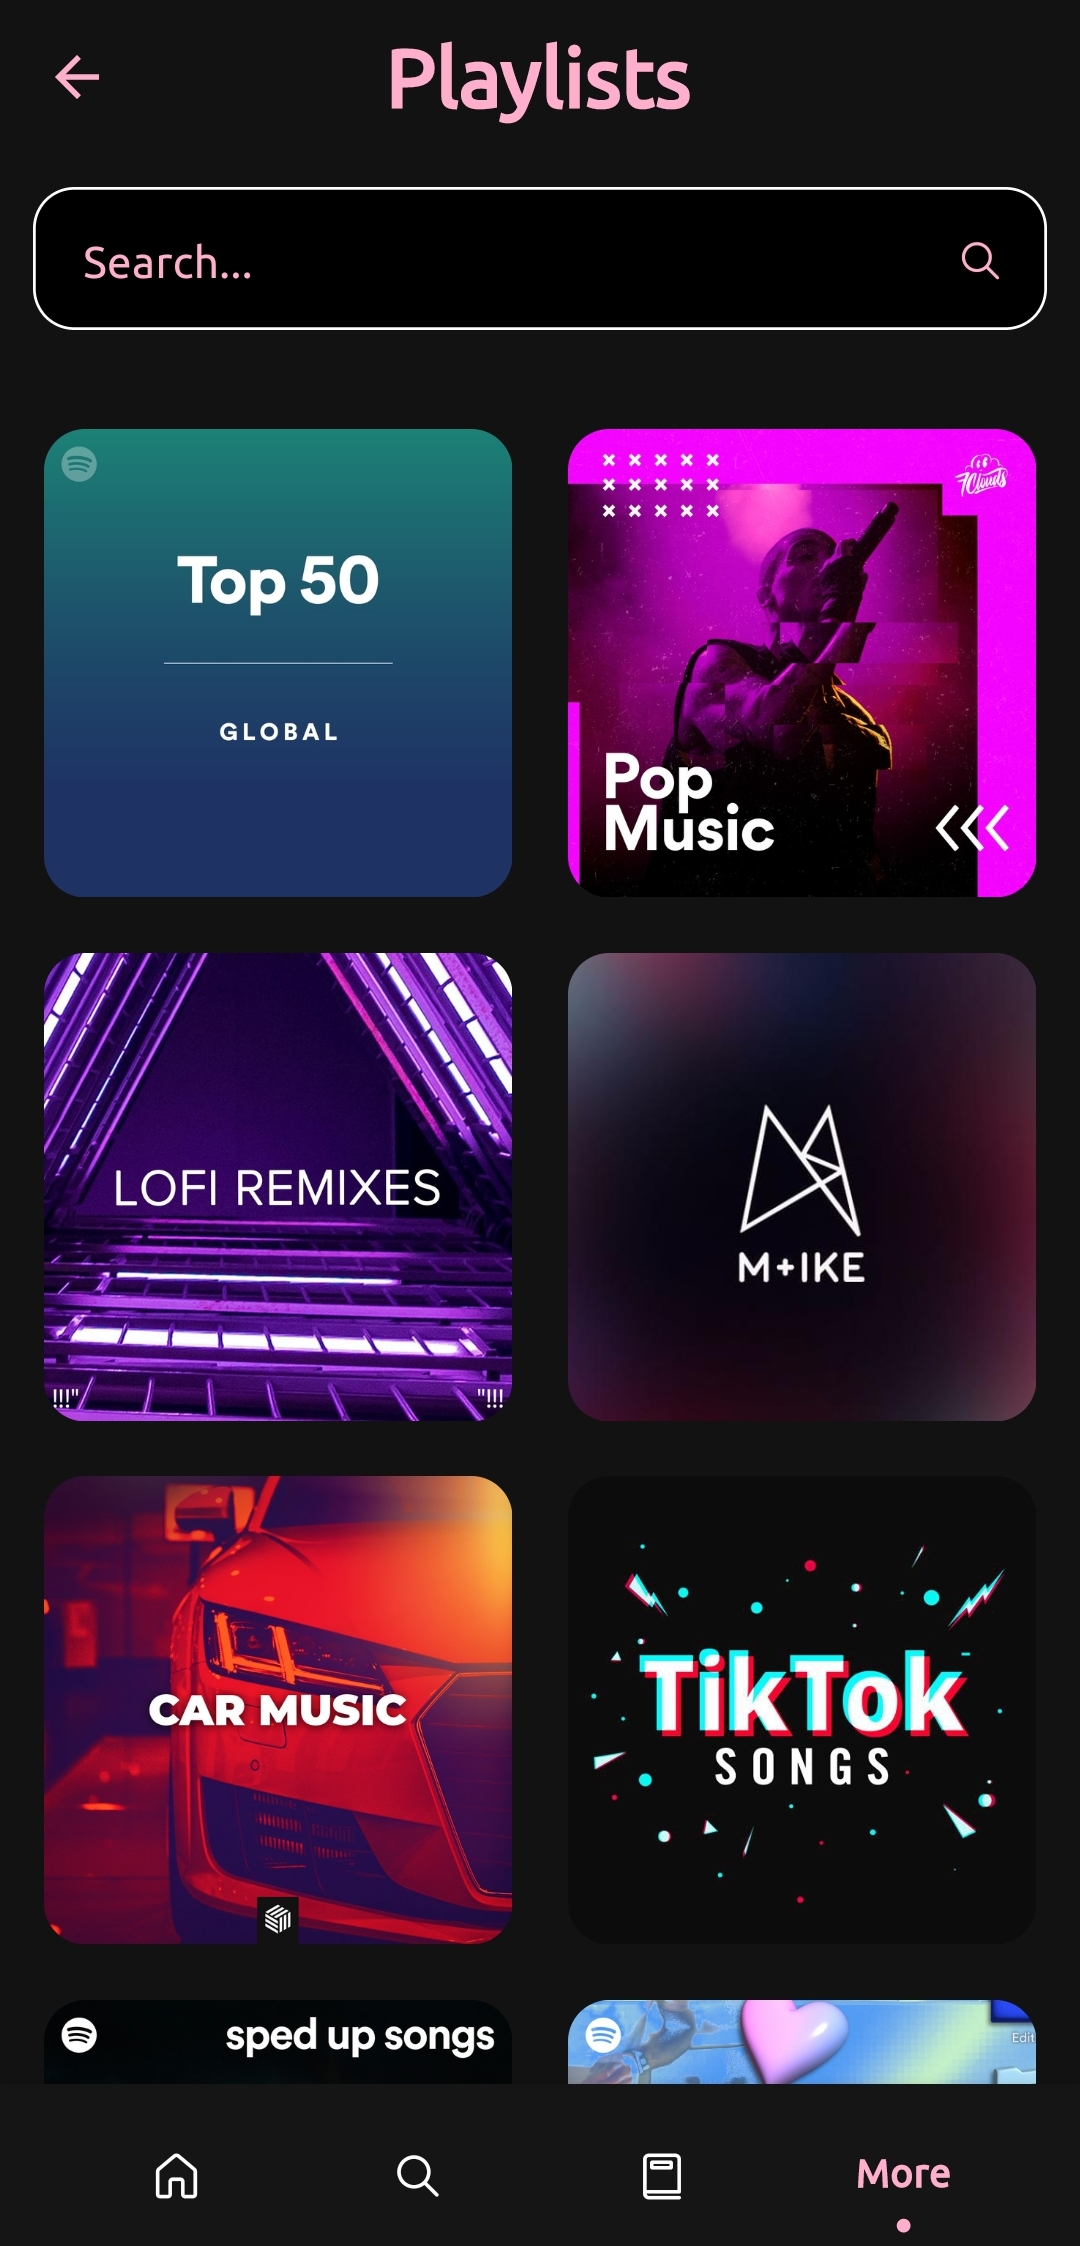 Playlists
Search...
Top 50
GLOBAL
7Clouds
Pop
Music
LOFI REMIXES
!!!" "!!!
M+IKE
CAR MUSIC
TikTok
SONGS
sped up songs
Edit
More